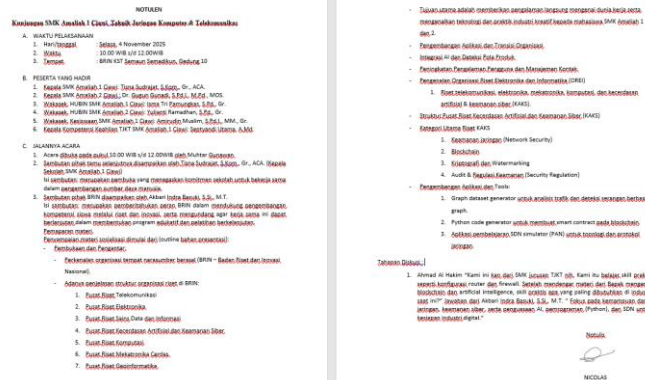 NOTULEN
Kunjungan SMK Amaliah 1 Ciawi, Teknik Jaringan Komputer & Telekomunikasi
A. WAKTU PELAKSANAAN
1. Hari/tanggal : Selasa, 4 November 2025
2. Waktu : 10.00 WIB s/d 12.00WIB
3. Tempat : BRIN KST Samaun Samadikun, Gedung 10
B. PESERTA YANG HADIR
1. Kepala SMK Amaliah 1 Ciawi: Tiona Sudrajat, S.Kom., Gr., ACA.
2. Kepala SMK Amaliah 2 Ciawi: Dr. Gugun Gunadi, S.Pd.I., M.Pd., MOS.
3. Wakasek. HUBIN SMK Amaliah 1 Ciawi: Isma Tri Pamungkas, S.Pd., Gr.
4. Wakasek. HUBIN SMK Amaliah 2 Ciawi: Yulianti Ramadhan, S.Pd., Gr.
5. Wakasek. Kesiswaan SMK Amaliah 1 Ciawi: Amirudin Muslim, S.Pd.I., MM., Gr.
6. Kepala Kompetensi Keahlian TJKT SMK Amaliah 1 Ciawi: Septyandi Utama, A.Md.
C. JALANNYA ACARA
1. Acara dibuka pada pukul 10.00 WIB s/d 12.00WIB oleh Muhtar Gunawan.
2. Sambutan pihak tamu selanjutnya disampaikan oleh Tiona Sudrajat, S.Kom., Gr., ACA. (Kepala
Sekolah SMK Amaliah 1 Ciawi)
Isi sambutan: merupakan pembuka yang menegaskan komitmen sekolah untuk bekerja sama
dalam pengembangan sumber daya manusia.
3. Sambutan pihak BRIN disampaikan oleh Akbari Indra Basuki, S.Si., M.T.
Isi sambutan: merupakan pemberitahukan peran BRIN dalam mendukung pengembangan
kompetensi siswa melalui riset dan inovasi, serta mengundang agar kerja sama ini dapat
berlanjutan dalam membentuk program edukatif dan pelatihan berkelanjutan.
Pemaparan materi.
Penyampaian materi sosialisasi dimulai dari (outline bahan presentasi):
- Pembukaan dan Pengantar:
- Perkenalan organisasi tempat narasumber berasal (BRIN – Badan Riset dan Inovasi
Nasional).
- Adanya penjelasan struktur organisasi riset di BRIN:
1. Pusat Riset Telekomunikasi
2. Pusat Riset Elektronika.
3. Pusat Riset Sains Data dan Informasi
4. Pusat Riset Kecerdasan Artifisial dan Keamanan Siber.
5. Pusat Riset Komputasi.
6. Pusat Riset Mekatronika Cerdas.
7. Pusat Riset Geoinformatika.
- Tujuan utama adalah memberikan pengalaman langsung mengenai dunia kerja serta
mengenalkan teknologi dan praktik industri kreatif kepada mahasiswa SMK Amaliah 1
dan 2.
- Pengembangan Aplikasi dan Transisi Organisasi.
- Integrasi AI dan Deteksi Pola Produk.
- Peningkatan Pengalaman Pengguna dan Manajemen Kontak.
- Pengenalan Organisasi Riset Elektronika dan Informatika (OREI)
1. Riset telekomunikasi, elektronika, mekatronika, komputasi, dan kecerdasan
artifisial & keamanan siber (KAKS).
- Struktur Pusat Riset Kecerdasan Artifisial dan Keamanan Siber (KAKS)
- Kategori Utama Riset KAKS
1. Keamanan Jaringan (Network Security)
2. Blockchain.
3. Kriptografi dan Watermarking
4. Audit & Regulasi Keamanan (Security Regulation)
- Pengembangan Aplikasi dan Tools:
1. Graph dataset generator untuk analisis trafik dan deteksi serangan berbasis
graph.
2. Python code generator untuk membuat smart contract pada blockchain.
3. Aplikasi pembelajaran SDN simulator (PAN) untuk topologi dan protokol
jaringan.
Tahapan Diskusi:
1. Ahmad Al Hakim "Kami ini kan dari SMK jurusan TJKT nih. Kami itu belajar skill praktis
seperti konfigurasi router dan firewall. Setelah mendengar materi dari Bapak mengenai
blockchain dan artificial intelligence, skill praktis apa yang paling dibutuhkan di industri
saat ini?" jawaban dari Akbari Indra Basuki, S.Si., M.T. " Fokus pada kemampuan dasar
jaringan, keamanan siber, serta penguasaan AI, pemrograman (Python), dan SDN untuk
kesiapan industri digital."
Notulis
NICOLAS